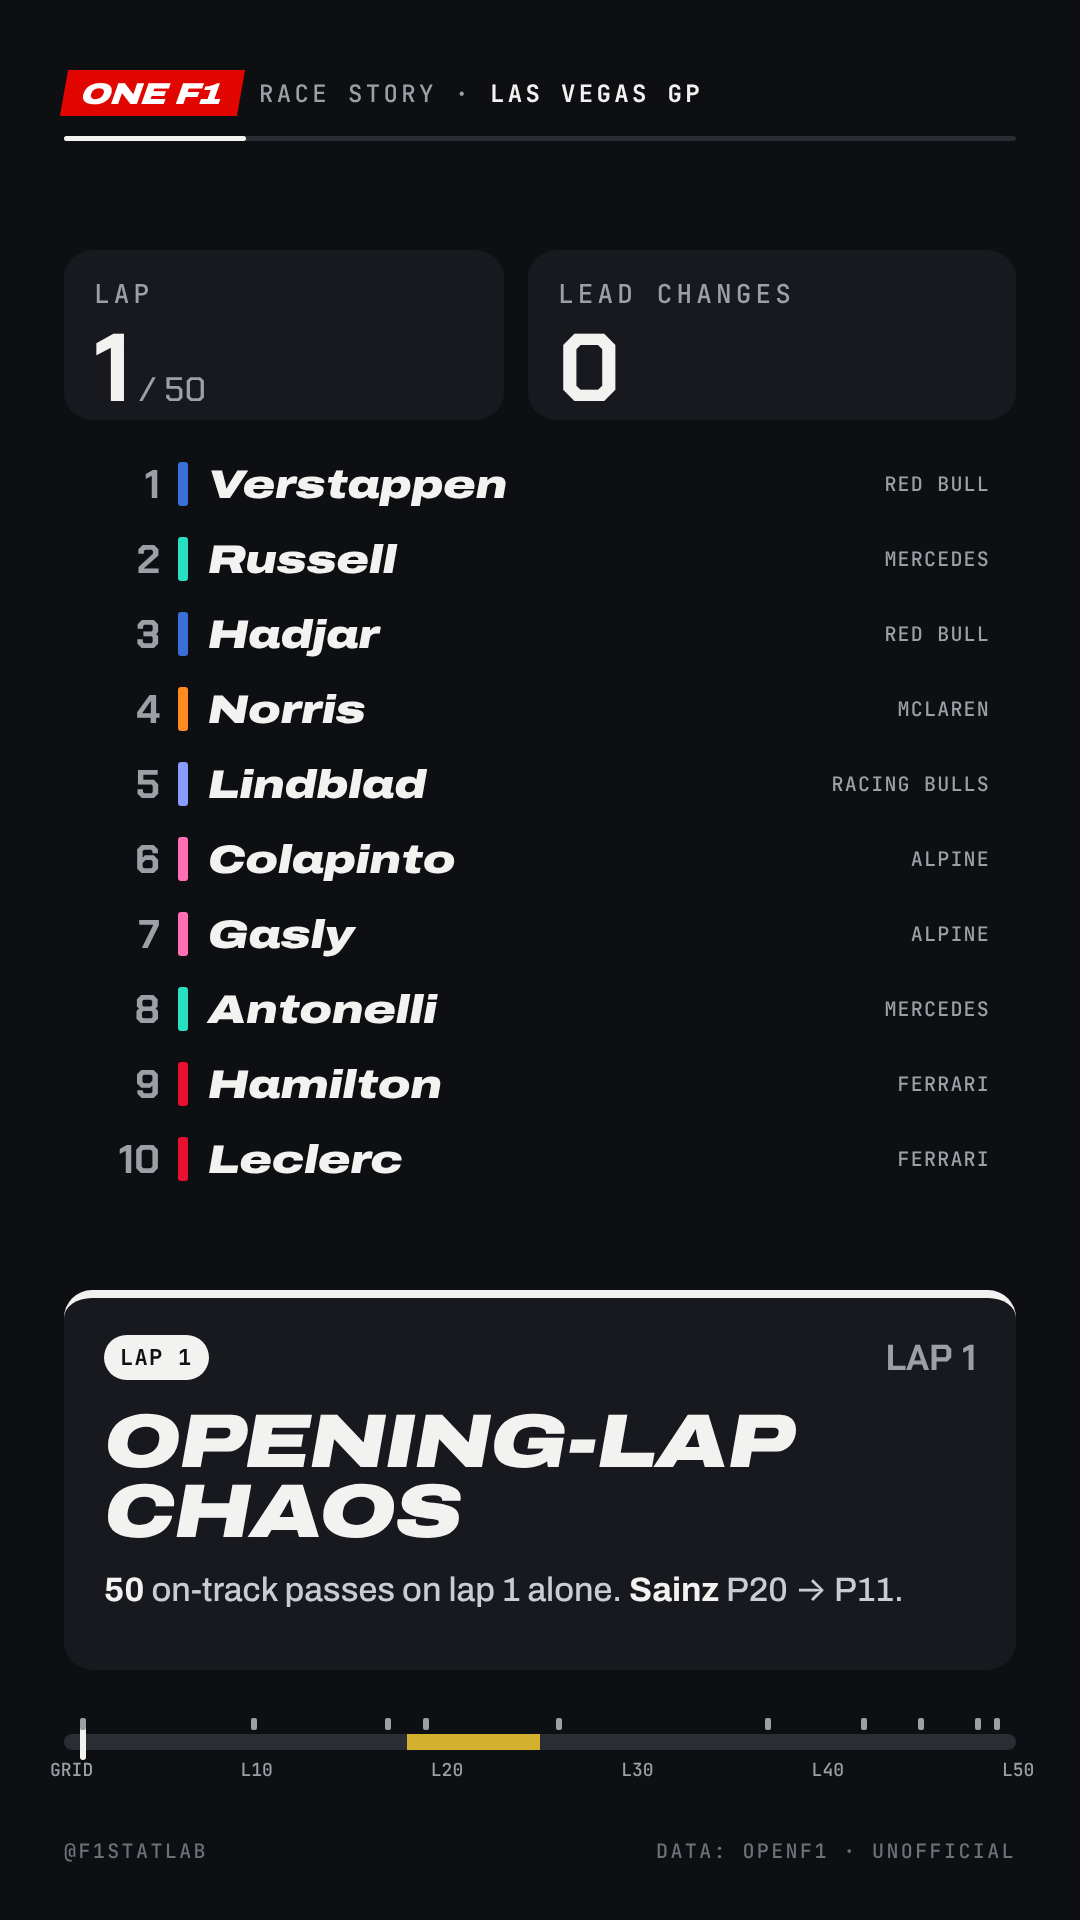 ONE F1 RACE STORY · LAS VEGAS GP
LAP
1 / 50
LEAD CHANGES
0
1 Verstappen RED BULL
2 Russell MERCEDES
3 Hadjar RED BULL
4 Norris MCLAREN
5 Lindblad RACING BULLS
6 Colapinto ALPINE
7 Gasly ALPINE
8 Antonelli MERCEDES
9 Hamilton FERRARI
10 Leclerc FERRARI
LAP 1 LAP 1
OPENING-LAP
CHAOS
50 on-track passes on lap 1 alone. Sainz P20 → P11.
GRID L10 L20 L30 L40 L50
@F1STATLAB DATA: OPENF1 · UNOFFICIAL